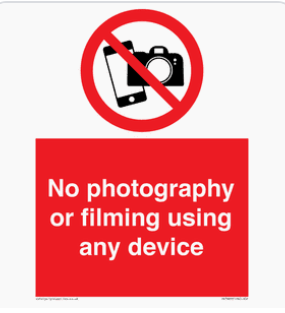 No photography
or filming using
any device